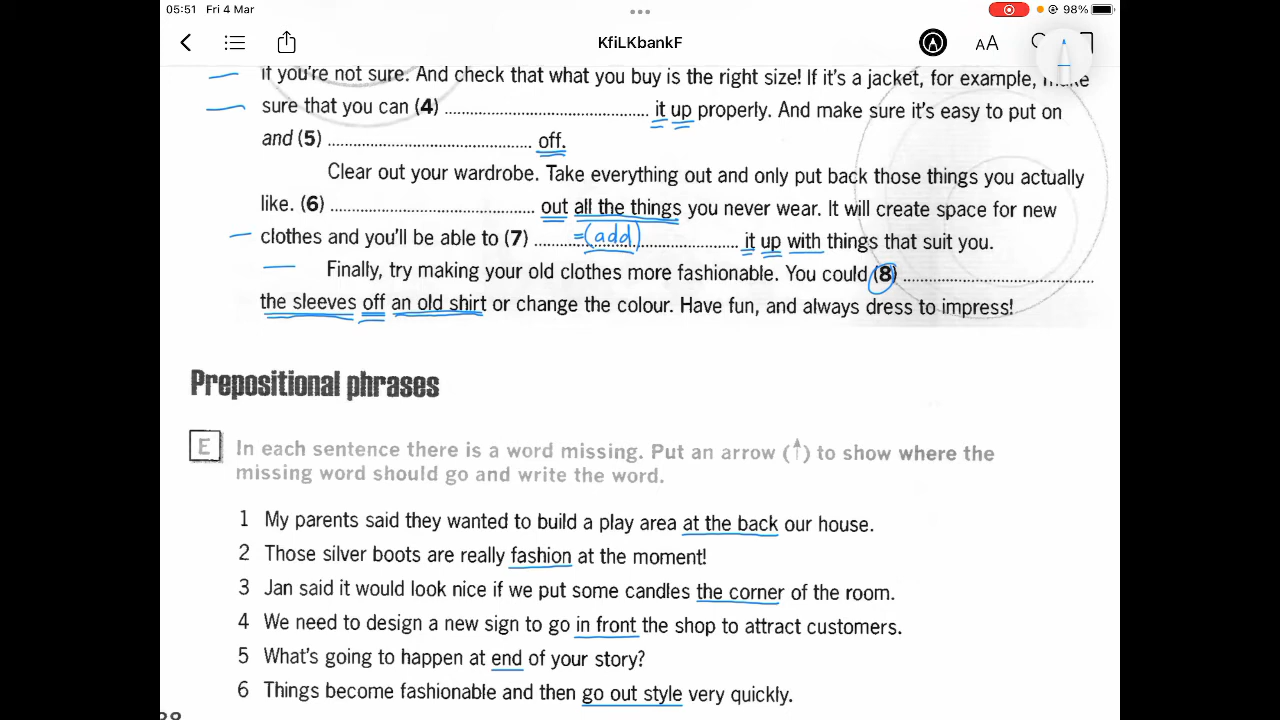 05:51 Fri 4 Mar
98%
KfiLKbankF
AA
if you're not sure. And check that what you buy is the right size! If it's a jacket, for example, make
sure that you can (4) ........................................ it up properly. And make sure it's easy to put on
and (5) ........................................ off.
Clear out your wardrobe. Take everything out and only put back those things you actually
like. (6) ........................................ out all the things you never wear. It will create space for new
clothes and you'll be able to (7) ........................................ it up with things that suit you.
=(add)
Finally, try making your old clothes more fashionable. You could (8) ........................................
the sleeves off an old shirt or change the colour. Have fun, and always dress to impress!
Prepositional phrases
E In each sentence there is a word missing. Put an arrow (↑) to show where the
missing word should go and write the word.
1 My parents said they wanted to build a play area at the back our house.
2 Those silver boots are really fashion at the moment!
3 Jan said it would look nice if we put some candles the corner of the room.
4 We need to design a new sign to go in front the shop to attract customers.
5 What's going to happen at end of your story?
6 Things become fashionable and then go out style very quickly.